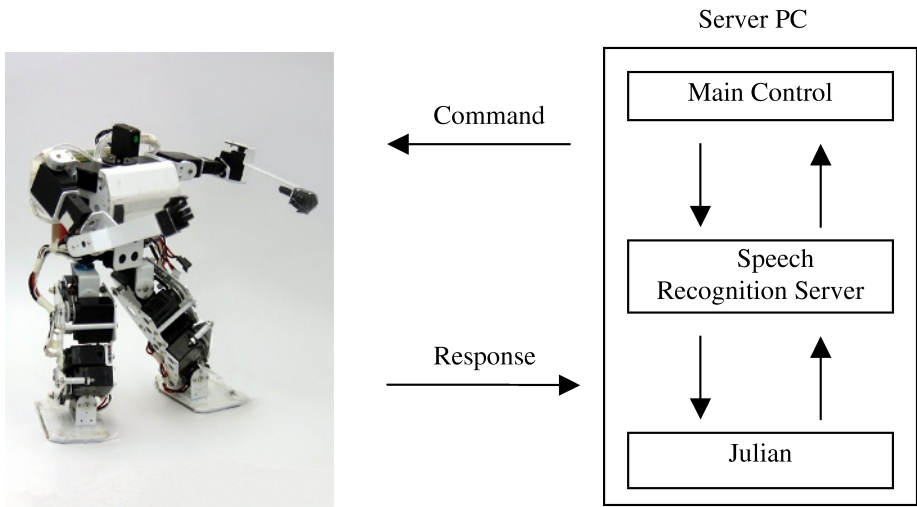 Server PC
Main Control
Command
Speech
Recognition Server
Response
Julian